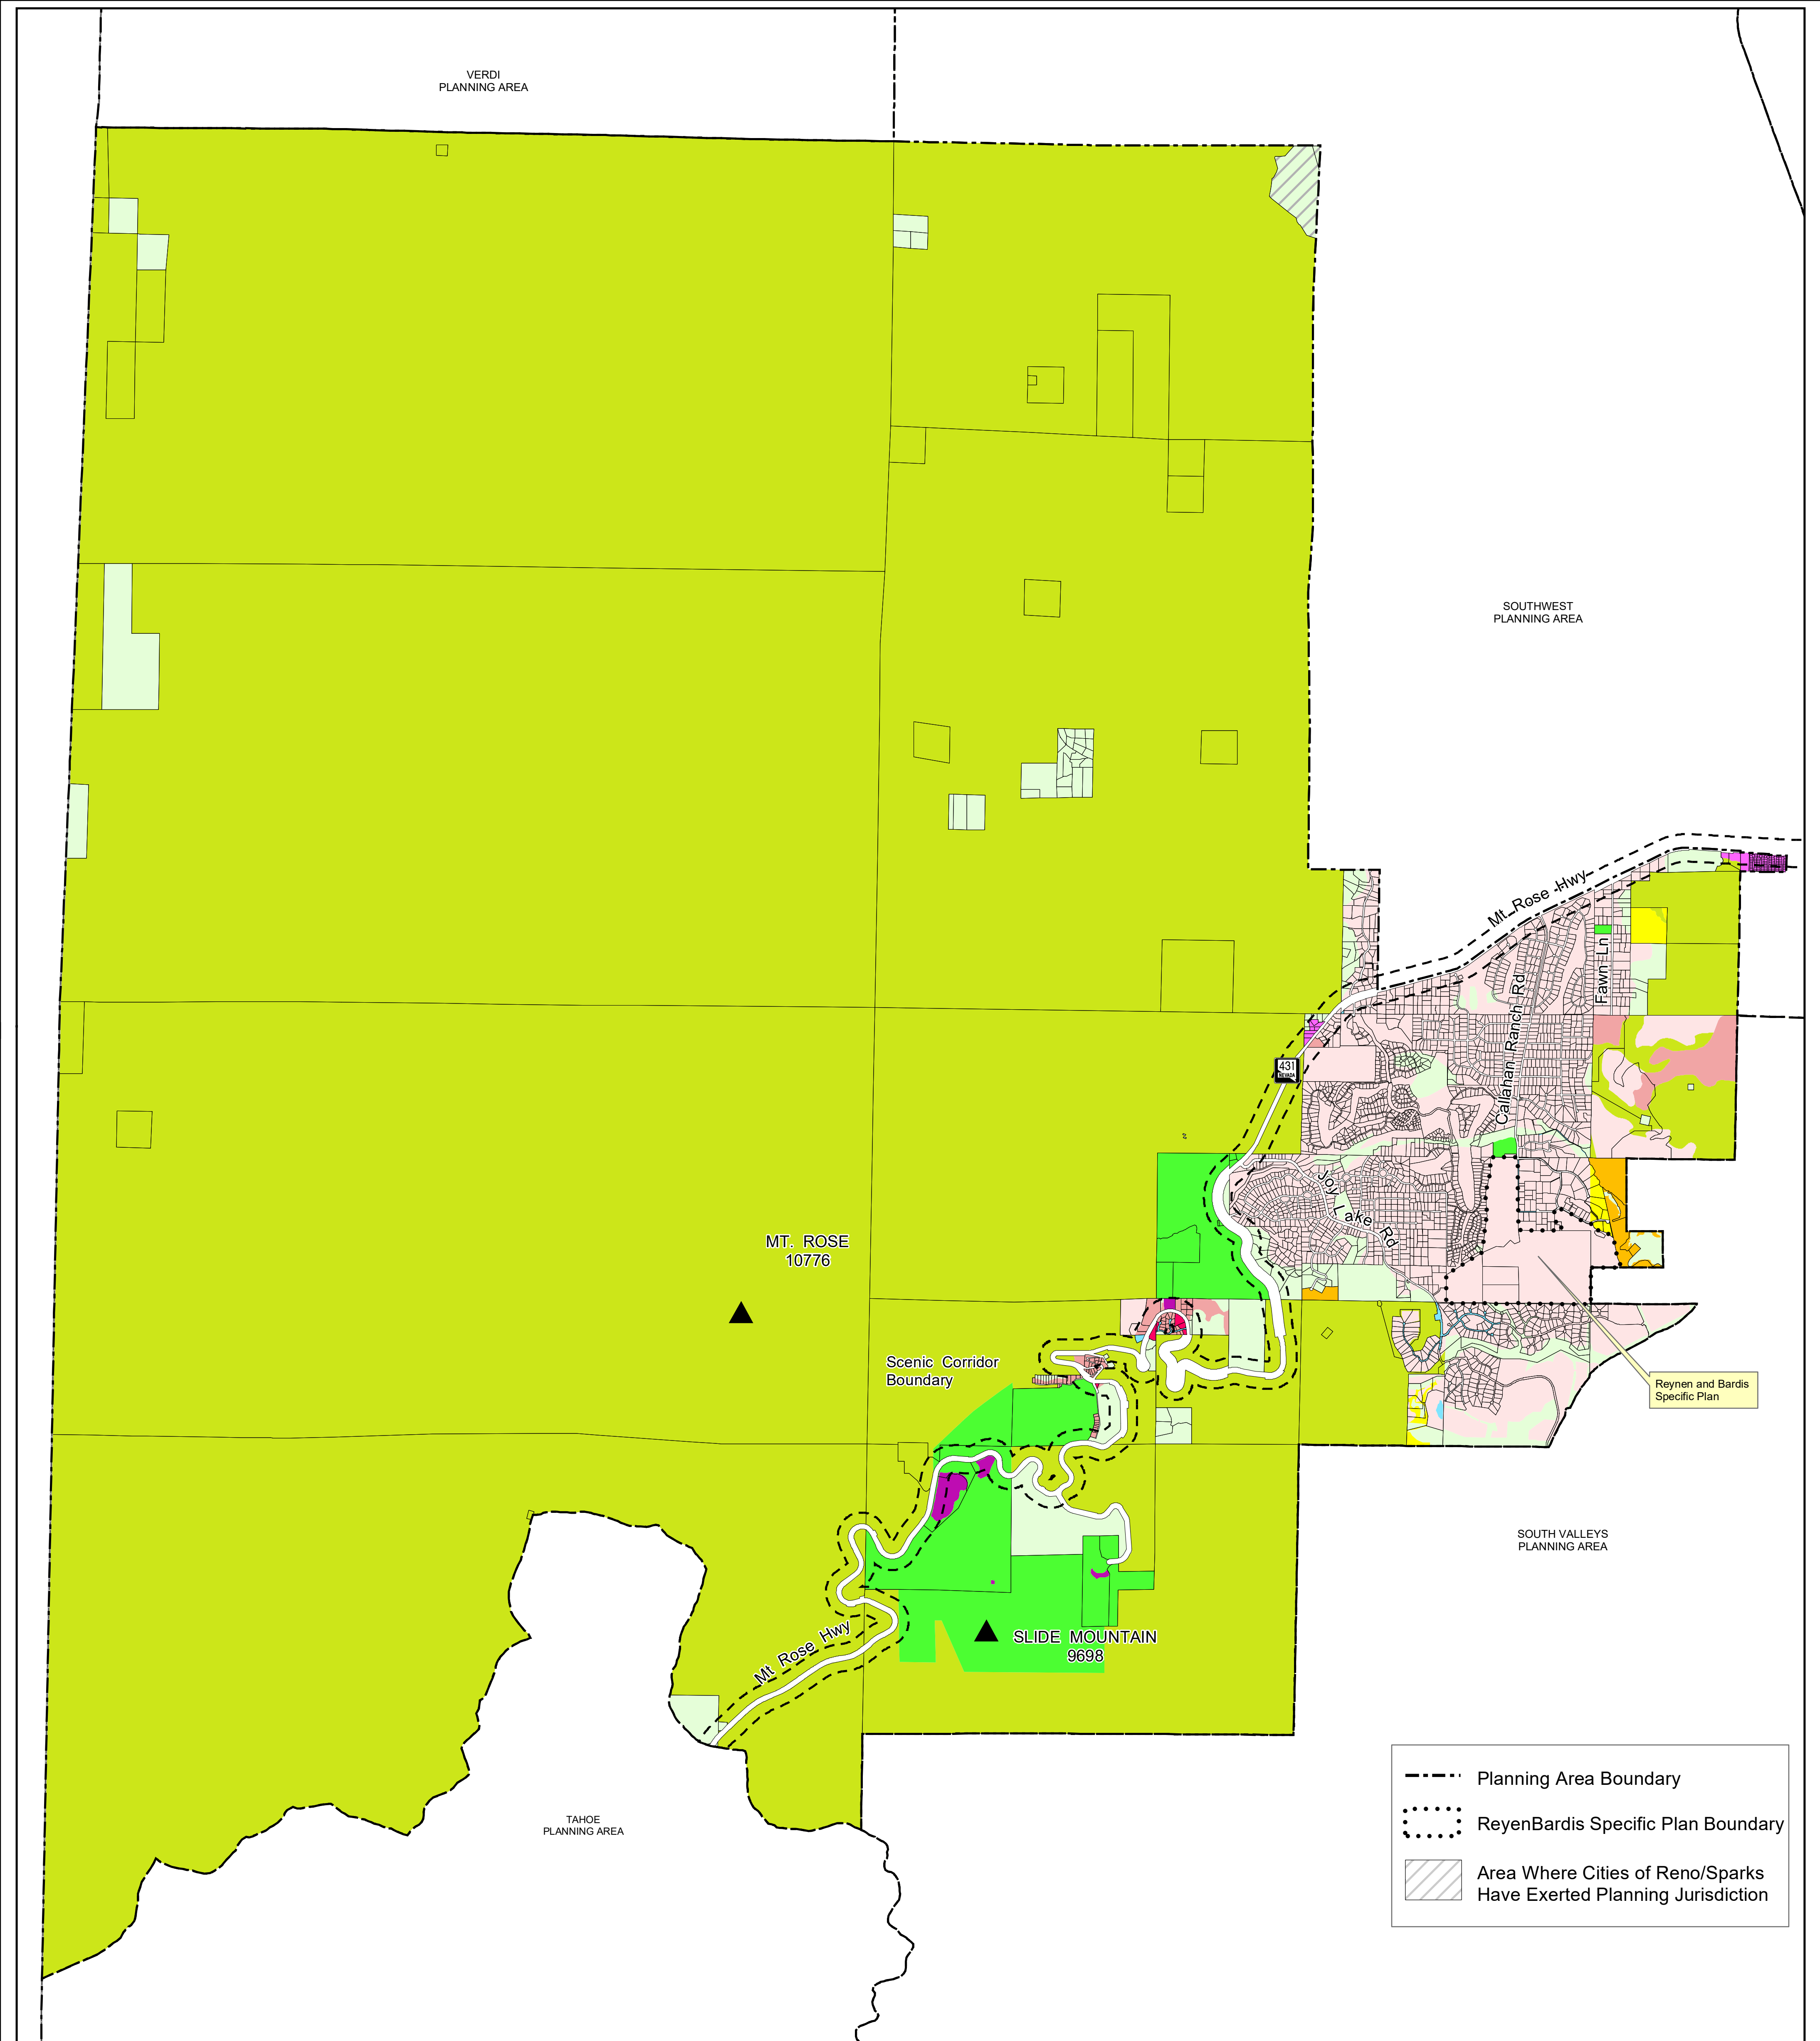 VERDI
PLANNING AREA
SOUTHWEST
PLANNING AREA
Mt Rose Hwy
Fawn Ln
Callahan Ranch Rd
431
NEVADA
Joy Lake Rd
MT. ROSE
10776
Scenic Corridor
Boundary
Reynen and Bardis
Specific Plan
SOUTH VALLEYS
PLANNING AREA
Mt Rose Hwy
SLIDE MOUNTAIN
9698
TAHOE
PLANNING AREA
Planning Area Boundary
ReyenBardis Specific Plan Boundary
Area Where Cities of Reno/Sparks
Have Exerted Planning Jurisdiction